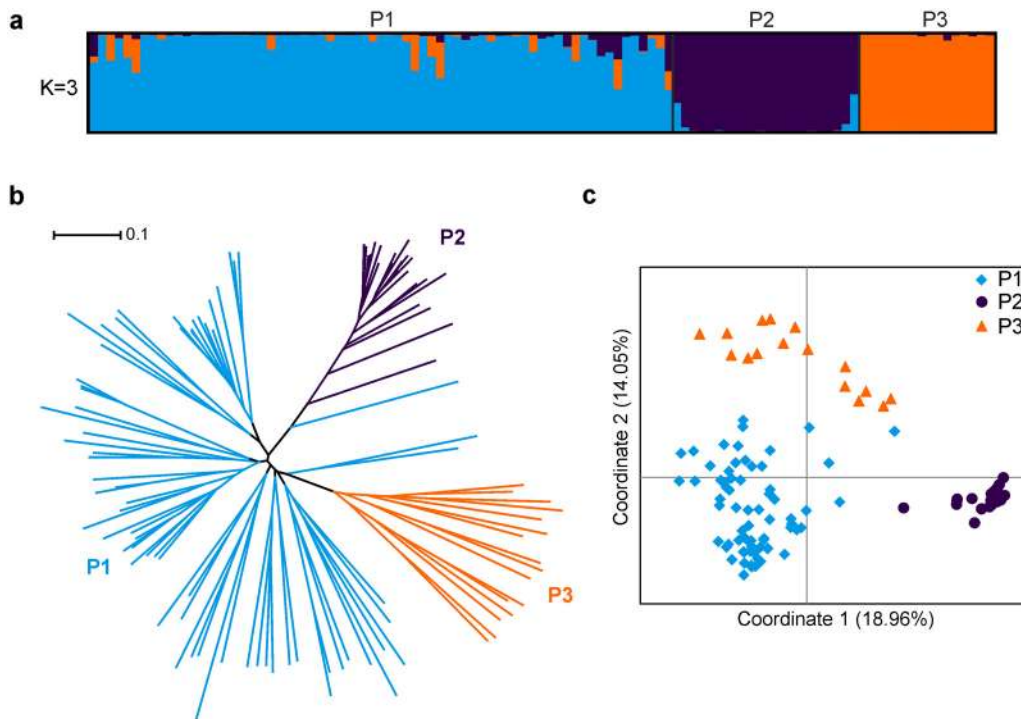 a
P1 P2 P3
K=3
b
0.1
P2
P1
P3
c
P1
P2
P3
Coordinate 2 (14.05%)
Coordinate 1 (18.96%)